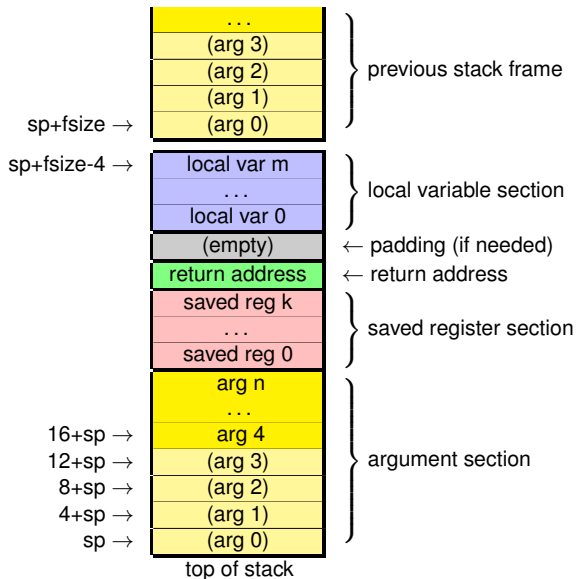 ...
(arg 3)
(arg 2)
previous stack frame
(arg 1)
sp+fsize → (arg 0)
sp+fsize-4 → local var m
... local variable section
local var 0
(empty) ← padding (if needed)
return address ← return address
saved reg k
... saved register section
saved reg 0
arg n
...
16+sp → arg 4
12+sp → (arg 3) argument section
8+sp → (arg 2)
4+sp → (arg 1)
sp → (arg 0)
top of stack